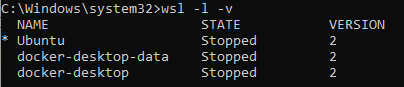 C:\Windows\system32>wsl -l -v
  NAME                   STATE           VERSION
* Ubuntu                 Stopped         2
  docker-desktop-data    Stopped         2
  docker-desktop         Stopped         2